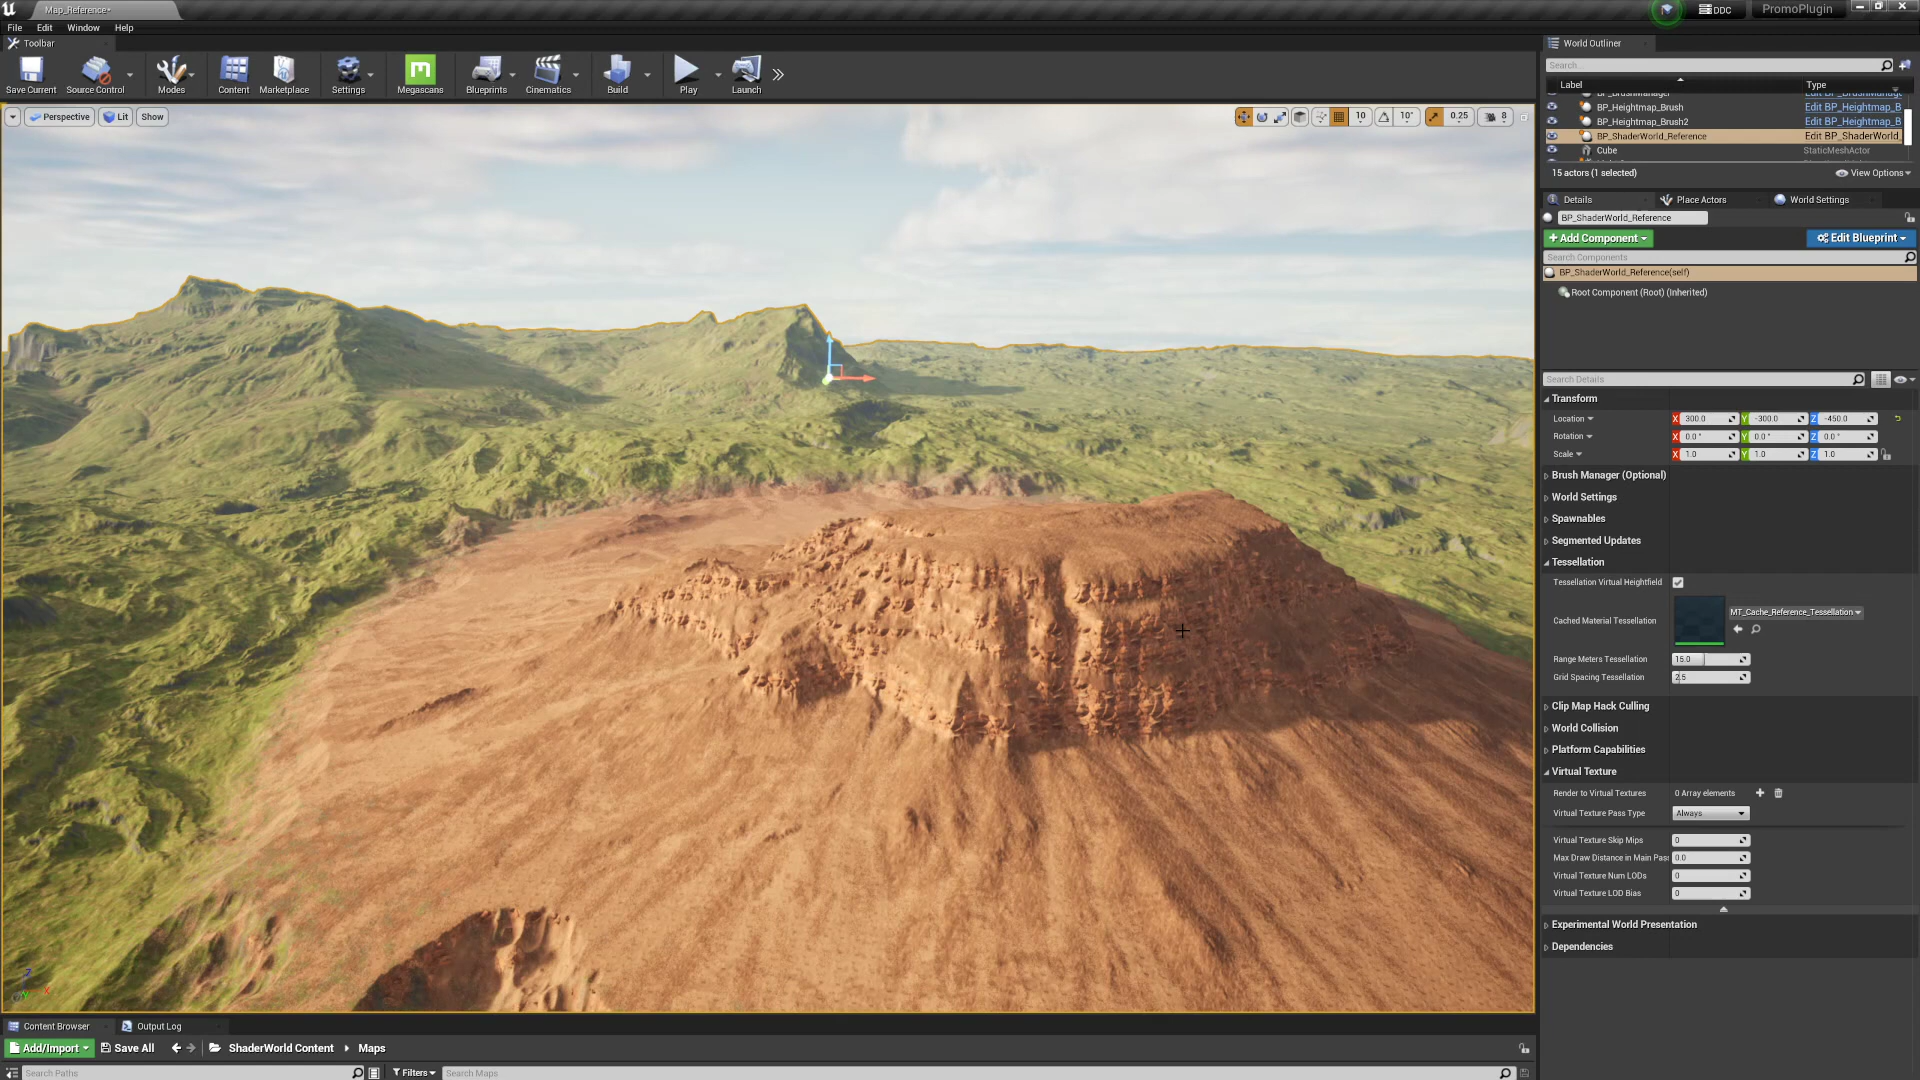 Map_Reference*
DDC
PromoPlugin
File Edit Window Help
Toolbar
Save Current
Source Control
Modes
Content
Marketplace
Settings
Megascans
Blueprints
Cinematics
Build
Play
Launch
Perspective
Lit
Show
10
10°
0.25
8
World Outliner
Search...
Label Type
BP_BrushManager Edit BP_BrushManag
BP_Heightmap_Brush Edit BP_Heightmap_B
BP_Heightmap_Brush2 Edit BP_Heightmap_B
BP_ShaderWorld_Reference Edit BP_ShaderWorld_
Cube StaticMeshActor
15 actors (1 selected)
View Options
Details
Place Actors
World Settings
BP_ShaderWorld_Reference
+ Add Component
Edit Blueprint
Search Components
BP_ShaderWorld_Reference(self)
Root Component (Root) (Inherited)
Search Details
Transform
Location X 300.0 Y -300.0 Z -450.0
Rotation X 0.0 ° Y 0.0 ° Z 0.0 °
Scale X 1.0 Y 1.0 Z 1.0
Brush Manager (Optional)
World Settings
Spawnables
Segmented Updates
Tessellation
Tessellation Virtual Heightfield
Cached Material Tessellation MT_Cache_Reference_Tessellation
Range Meters Tessellation 15.0
Grid Spacing Tessellation 2.5
Clip Map Hack Culling
World Collision
Platform Capabilities
Virtual Texture
Render to Virtual Textures 0 Array elements
Virtual Texture Pass Type Always
Virtual Texture Skip Mips 0
Max Draw Distance in Main Pas 0.0
Virtual Texture Num LODs 0
Virtual Texture LOD Bias 0
Experimental World Presentation
Dependencies
Z
X
Y
Content Browser
Output Log
Add/Import
Save All
ShaderWorld Content
Maps
Search Paths
Filters
Search Maps